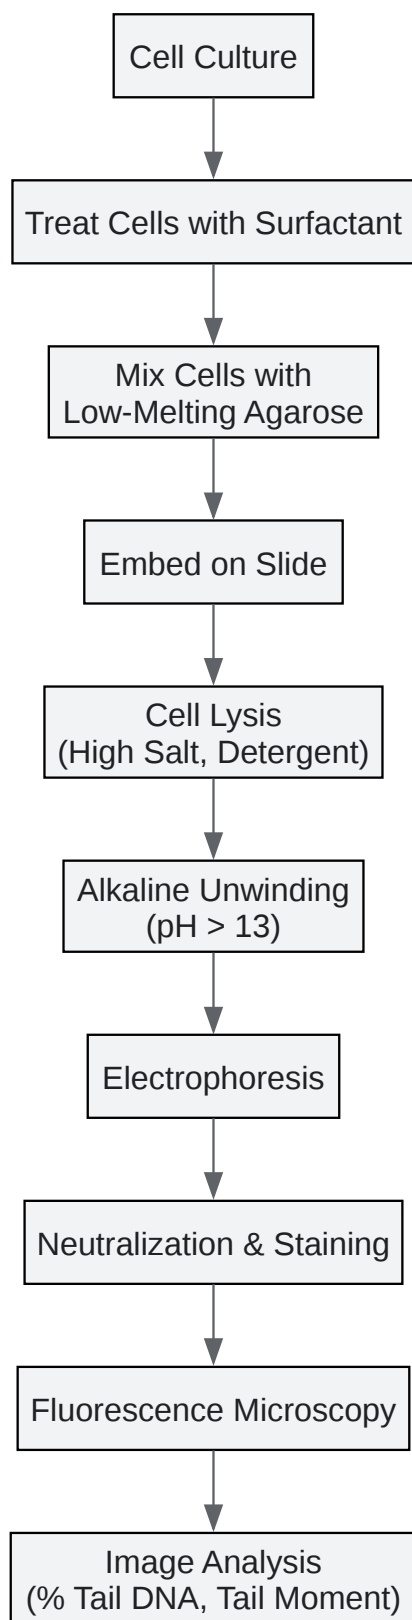 Cell Culture
Treat Cells with Surfactant
Mix Cells with
Low-Melting Agarose
Embed on Slide
Cell Lysis
(High Salt, Detergent)
Alkaline Unwinding
(pH > 13)
Electrophoresis
Neutralization & Staining
Fluorescence Microscopy
Image Analysis
(% Tail DNA, Tail Moment)